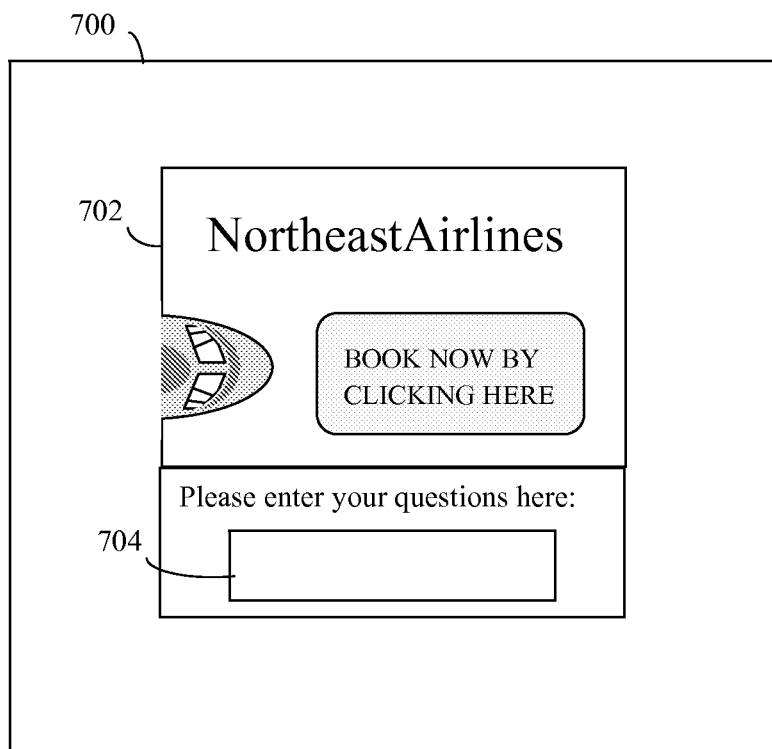 700
702
NortheastAirlines
BOOK NOW BY
CLICKING HERE
Please enter your questions here:
704